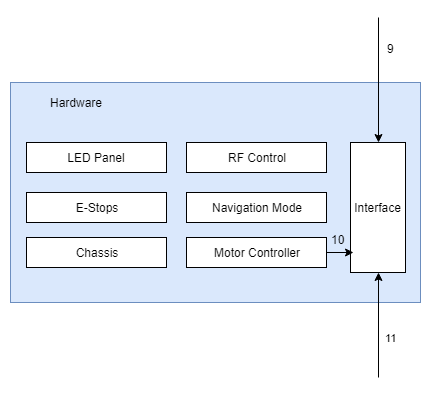 9
Hardware
LED Panel
RF Control
E-Stops
Navigation Mode
Interface
Chassis
Motor Controller
10
11